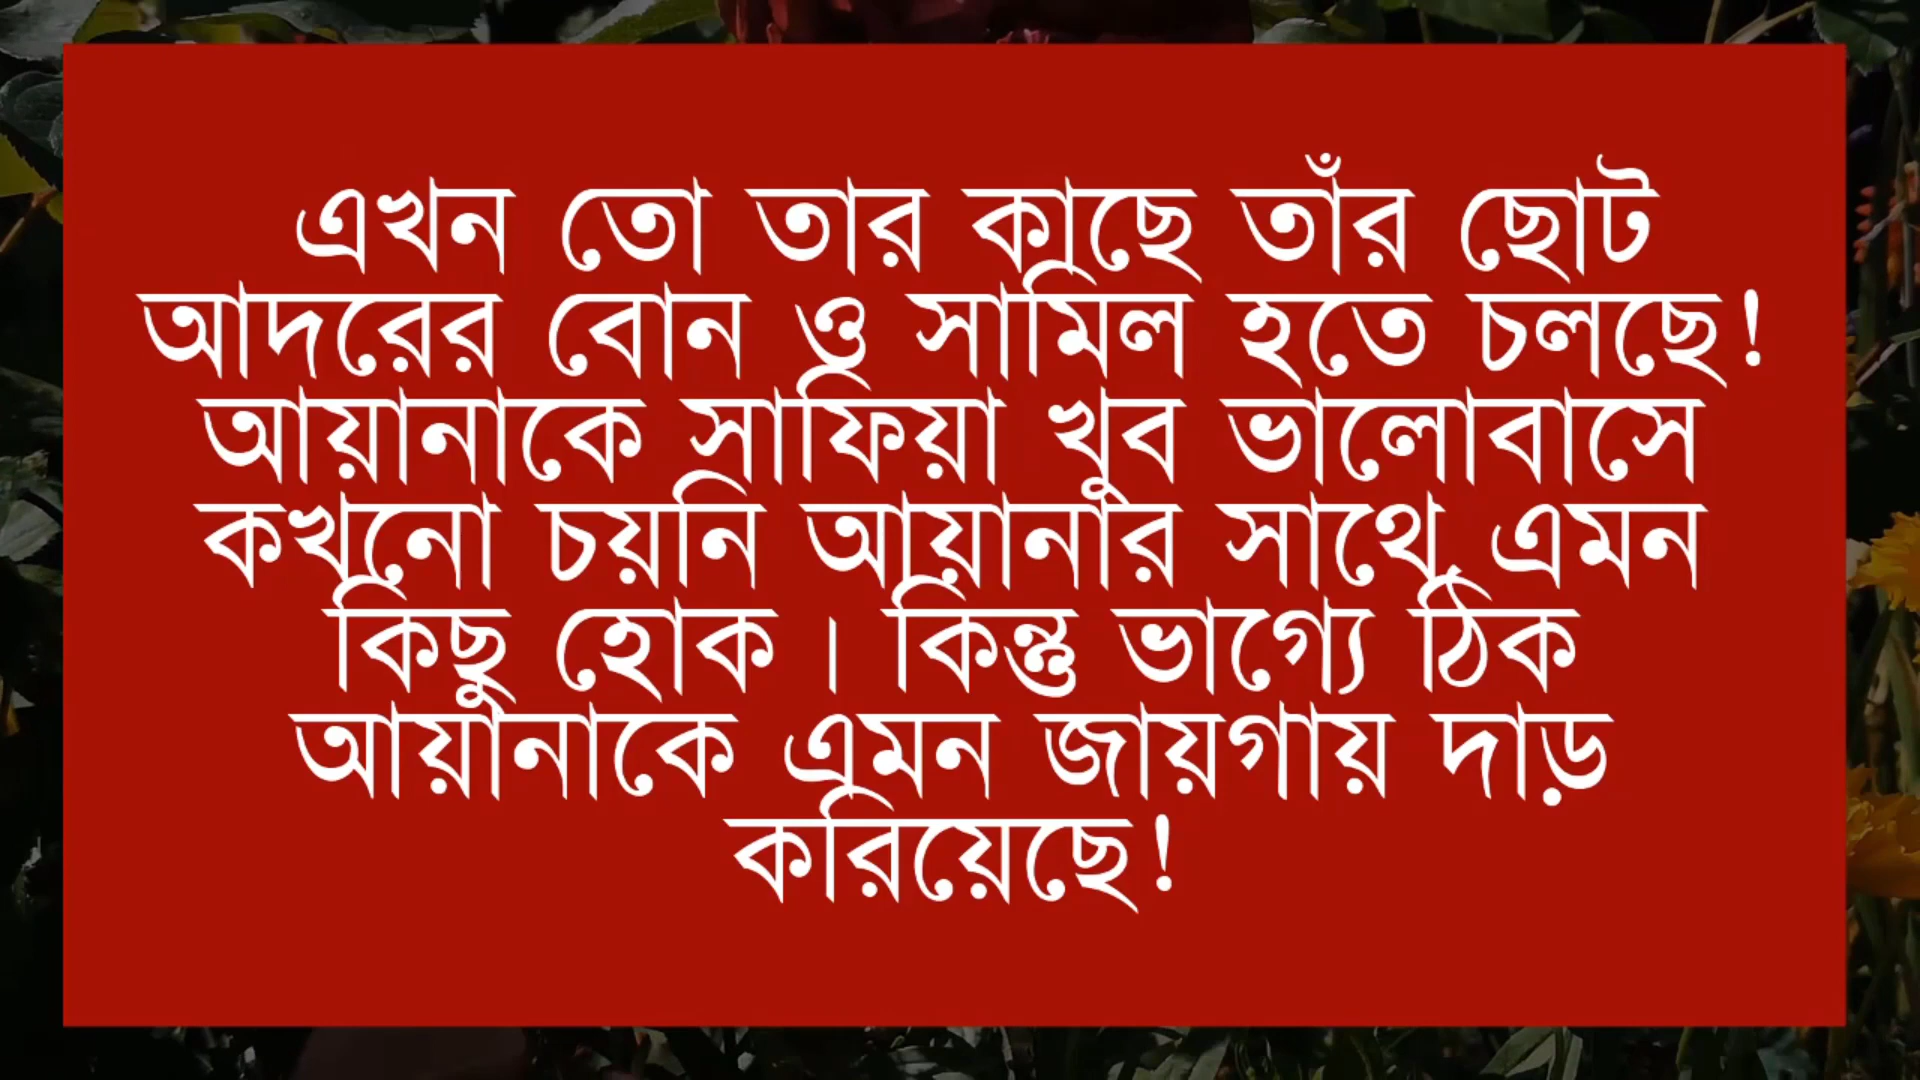 এখন তো তার কাছে তাঁর ছোট
আদরের বোন ও সামিল হতে চলছে!
আয়ানাকে সাফিয়া খুব ভালোবাসে
কখনো চয়নি আয়ানার সাথে এমন
কিছু হোক। কিন্তু ভাগ্যে ঠিক
আয়ানাকে এমন জায়গায় দাড়
করিয়েছে!